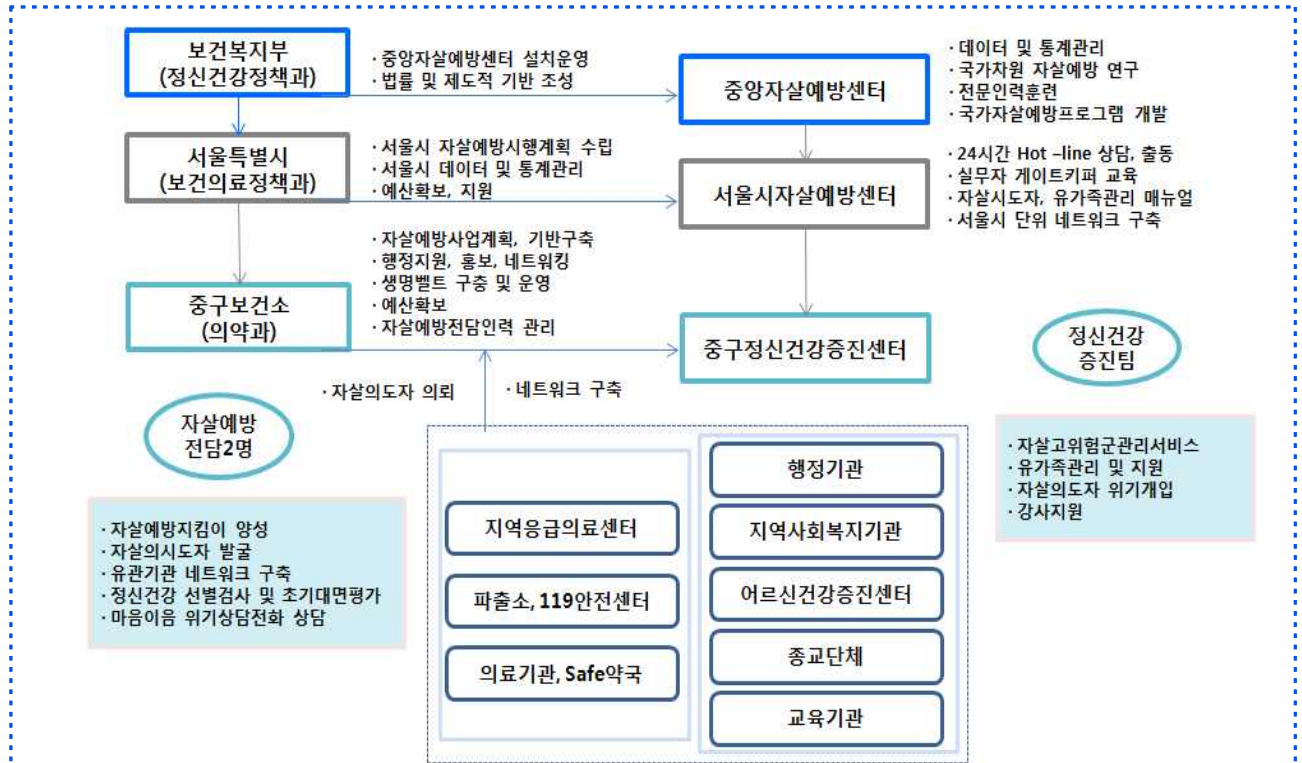 보건복지부
(정신건강정책과)
· 중앙자살예방센터 설치운영
· 법률 및 제도적 기반 조성
중앙자살예방센터
· 데이터 및 통계관리
· 국가차원 자살예방 연구
· 전문인력훈련
· 국가자살예방프로그램 개발
서울특별시
(보건의료정책과)
· 서울시 자살예방시행계획 수립
· 서울시 데이터 및 통계관리
· 예산확보, 지원
서울시자살예방센터
· 24시간 Hot –line 상담, 출동
· 실무자 게이트키퍼 교육
· 자살시도자, 유가족관리 매뉴얼
· 서울시 단위 네트워크 구축
중구보건소
(의약과)
· 자살예방사업계획, 기반구축
· 행정지원, 홍보, 네트워킹
· 생명벨트 구충 및 운영
· 예산확보
· 자살예방전담인력 관리
중구정신건강증진센터
정신건강
증진팀
· 자살의도자 의뢰
· 네트워크 구축
자살예방
전담2명
· 자살예방지킴이 양성
· 자살의시도자 발굴
· 유관기관 네트워크 구축
· 정신건강 선별검사 및 초기대면평가
· 마음이음 위기상담전화 상담
지역응급의료센터
파출소, 119안전센터
의료기관, Safe약국
행정기관
지역사회복지기관
어르신건강증진센터
종교단체
교육기관
· 자살고위험군관리서비스
· 유가족관리 및 지원
· 자살의도자 위기개입
· 강사지원